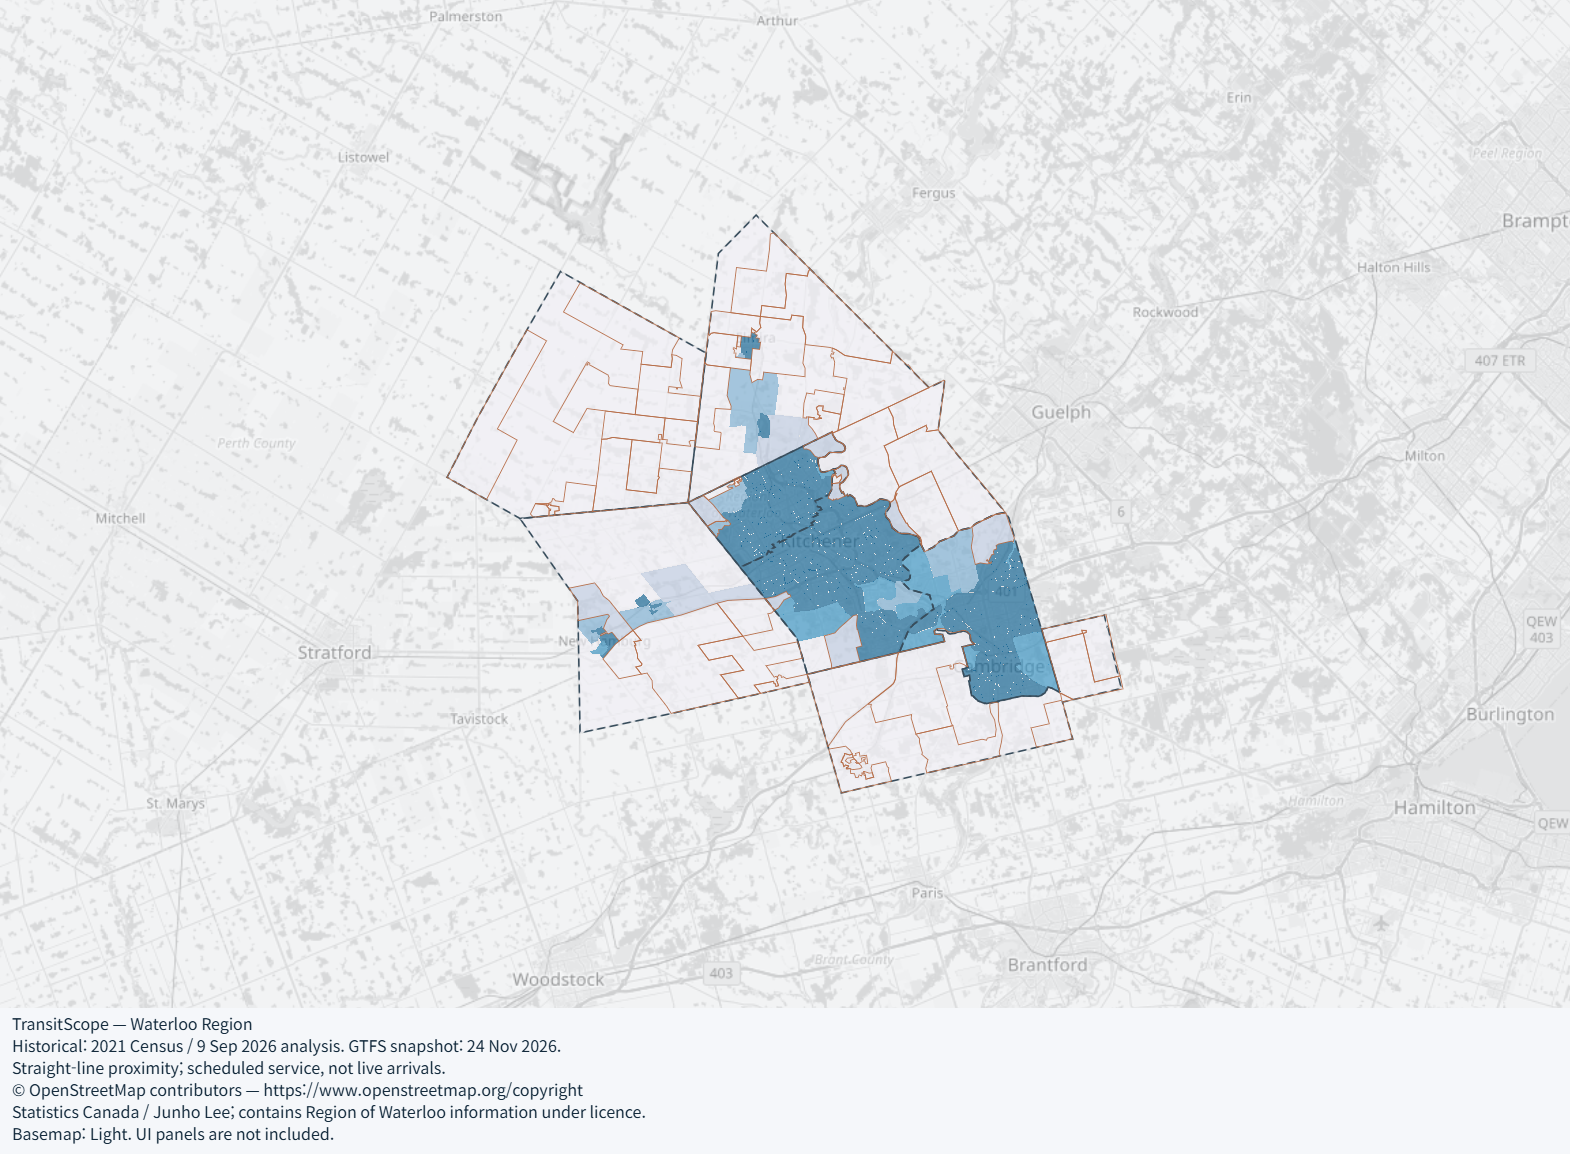 Palmerston
Arthur
Erin
Listowel
Peel Region
Fergus
Brampt
Halton Hills
Rockwood
407 ETR
Guelph
Perth County
Milton
Mitchell
6
Kitchener
401
QEW
403
Stratford
New
burg
mbridge
Tavistock
Burlington
St. Marys
Hamilton
Hamilton
QEW
Paris
Brant County
Brantford
Woodstock
403
TransitScope — Waterloo Region
Historical: 2021 Census / 9 Sep 2026 analysis. GTFS snapshot: 24 Nov 2026.
Straight-line proximity; scheduled service, not live arrivals.
© OpenStreetMap contributors — https://www.openstreetmap.org/copyright
Statistics Canada / Junho Lee; contains Region of Waterloo information under licence.
Basemap: Light. UI panels are not included.